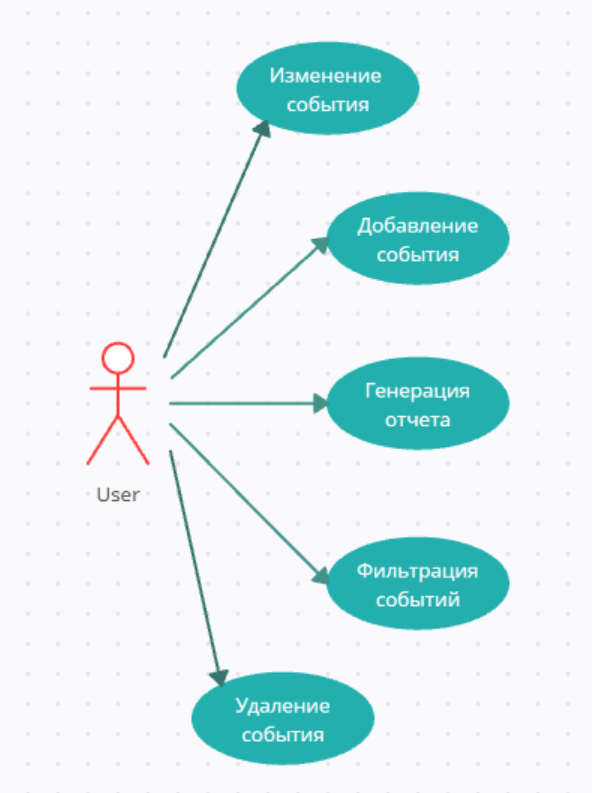 Изменение
события
Добавление
события
Генерация
отчета
User
Фильтрация
событий
Удаление
события